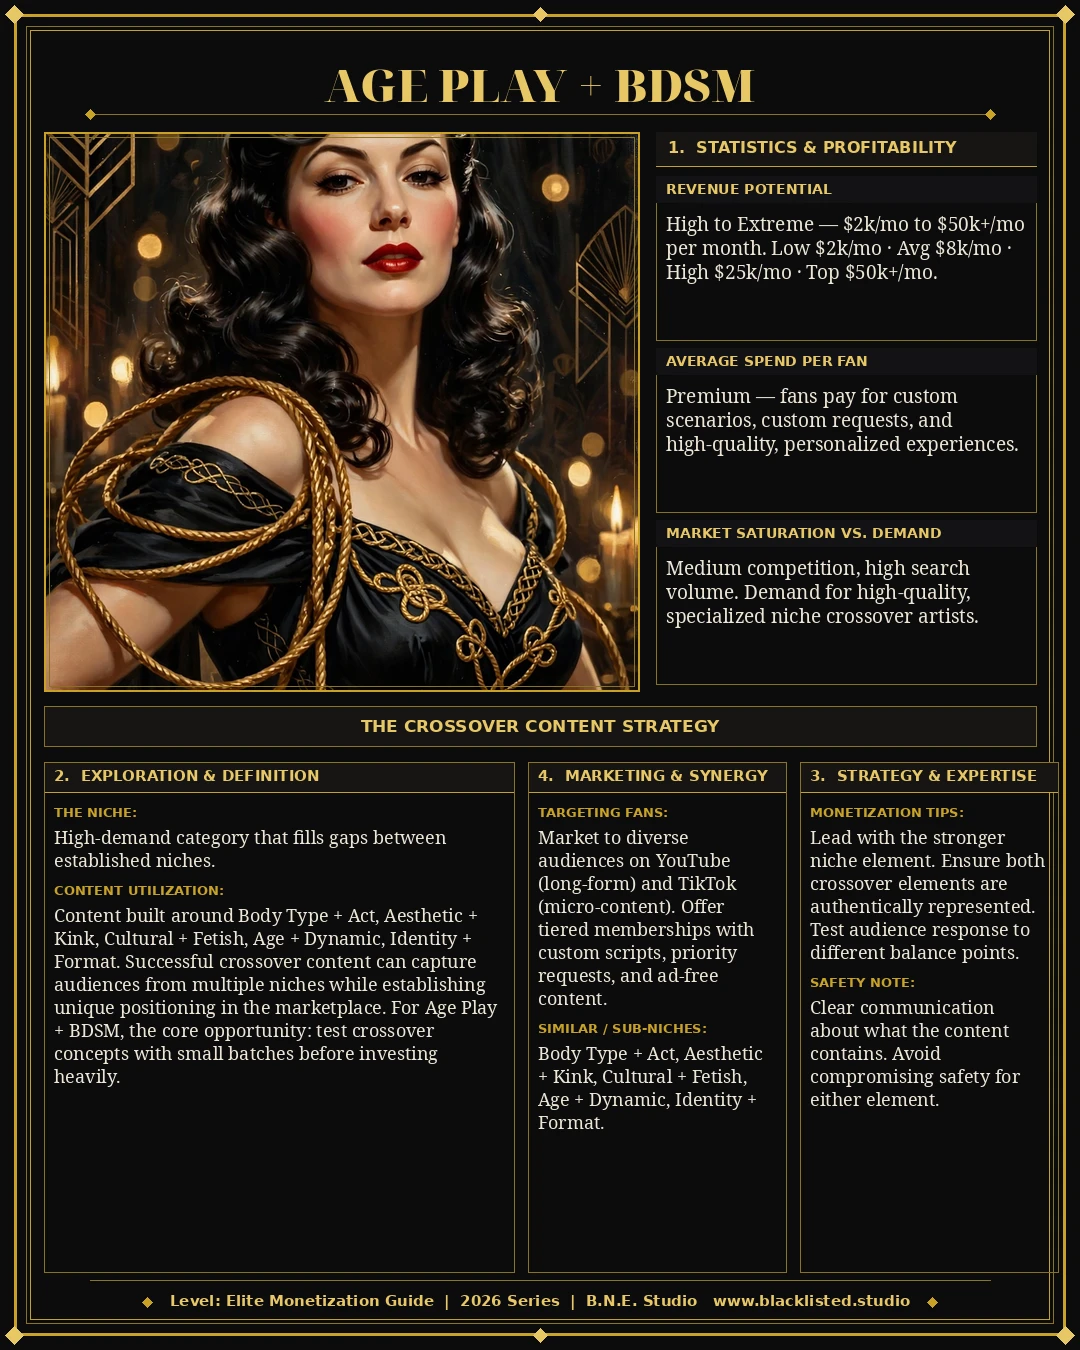 AGE PLAY + BDSM
1. STATISTICS & PROFITABILITY
REVENUE POTENTIAL
High to Extreme — $2k/mo to $50k+/mo
per month. Low $2k/mo · Avg $8k/mo ·
High $25k/mo · Top $50k+/mo.
AVERAGE SPEND PER FAN
Premium — fans pay for custom
scenarios, custom requests, and
high-quality, personalized experiences.
MARKET SATURATION VS. DEMAND
Medium competition, high search
volume. Demand for high-quality,
specialized niche crossover artists.
THE CROSSOVER CONTENT STRATEGY
2. EXPLORATION & DEFINITION
THE NICHE:
High-demand category that fills gaps between
established niches.
CONTENT UTILIZATION:
Content built around Body Type + Act, Aesthetic +
Kink, Cultural + Fetish, Age + Dynamic, Identity +
Format. Successful crossover content can capture
audiences from multiple niches while establishing
unique positioning in the marketplace. For Age Play
+ BDSM, the core opportunity: test crossover
concepts with small batches before investing
heavily.
4. MARKETING & SYNERGY
TARGETING FANS:
Market to diverse
audiences on YouTube
(long-form) and TikTok
(micro-content). Offer
tiered memberships with
custom scripts, priority
requests, and ad-free
content.
SIMILAR / SUB-NICHES:
Body Type + Act, Aesthetic
+ Kink, Cultural + Fetish,
Age + Dynamic, Identity +
Format.
3. STRATEGY & EXPERTISE
MONETIZATION TIPS:
Lead with the stronger
niche element. Ensure both
crossover elements are
authentically represented.
Test audience response to
different balance points.
SAFETY NOTE:
Clear communication
about what the content
contains. Avoid
compromising safety for
either element.
Level: Elite Monetization Guide | 2026 Series | B.N.E. Studio www.blacklisted.studio